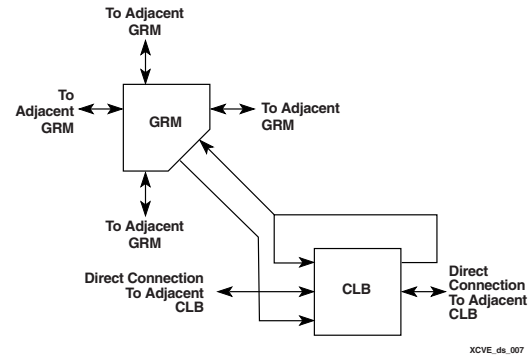 To Adjacent
GRM
To
Adjacent
GRM
GRM
To Adjacent
GRM
To Adjacent
GRM
Direct Connection
To Adjacent
CLB
CLB
Direct
Connection
To Adjacent
CLB
XCVE_ds_007